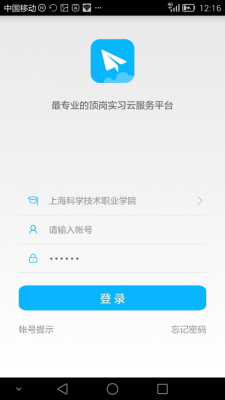 中国移动
12:16
最专业的顶岗实习云服务平台
上海科学技术职业学院
请输入帐号
••••••
登录
帐号提示
忘记密码